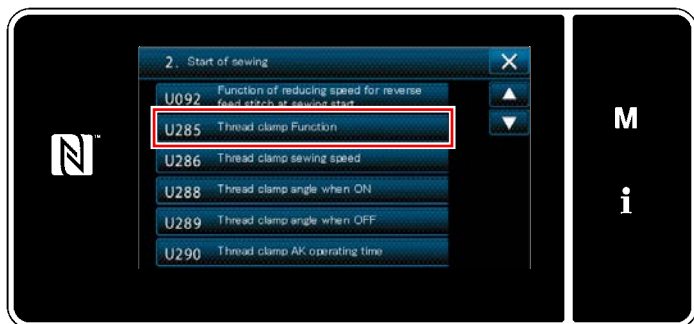 2. Start of sewing
U092 Function of reducing speed for reverse
feed stitch at sewing start
U285 Thread clamp Function
U286 Thread clamp sewing speed
U288 Thread clamp angle when ON
U289 Thread clamp angle when OFF
U290 Thread clamp AK operating time
N
M
i